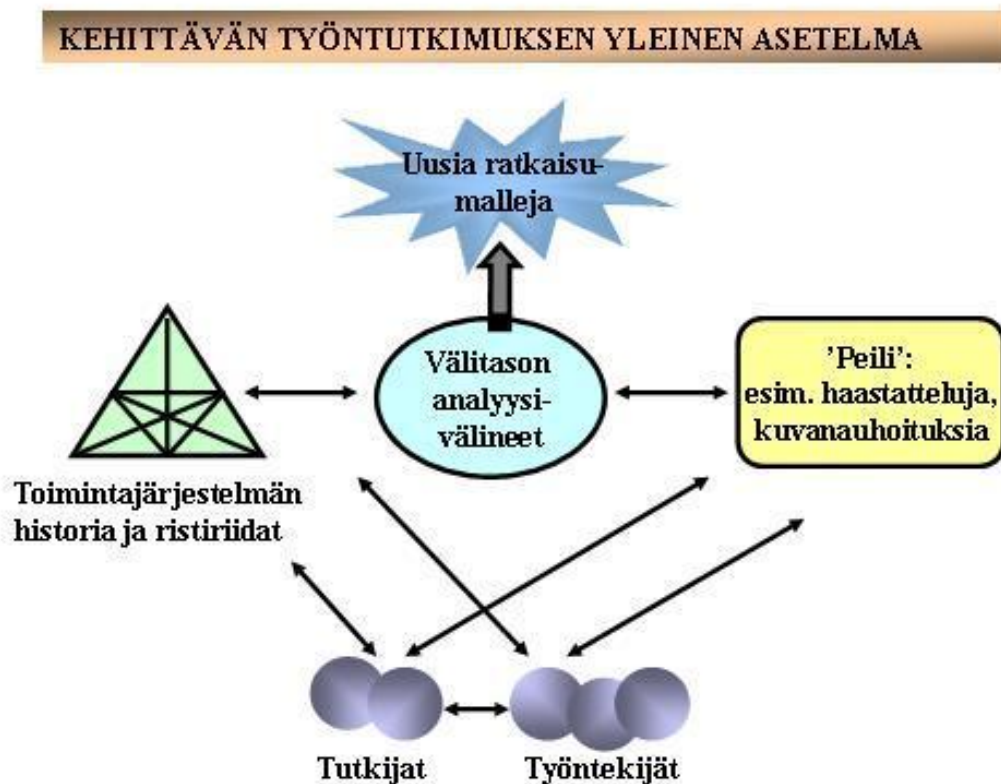 KEHITTÄVÄN TYÖNTUTKIMUKSEN YLEINEN ASETELMA
Uusia ratkaisu-
malleja
Välitason
analyysi-
välineet
’Peili’:
esim. haastatteluja,
kuvanauhoituksia
Toimintajärjestelmän
historia ja ristiriidat
Tutkijat
Työntekijät